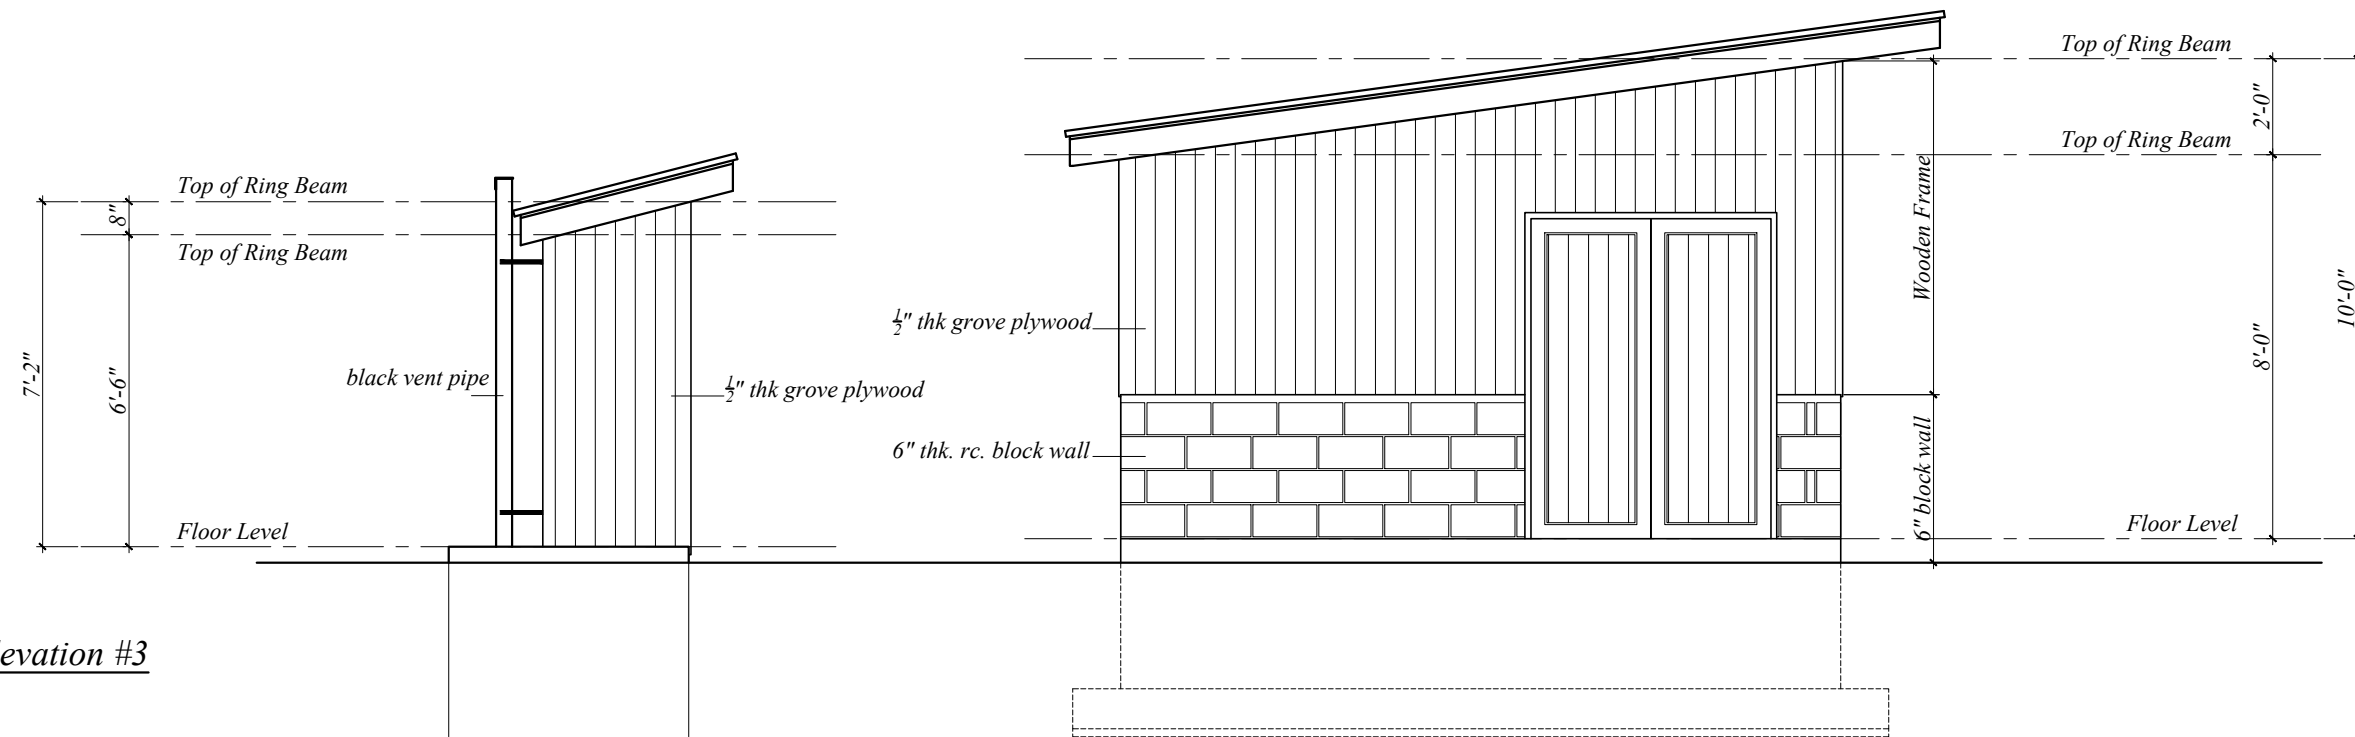 Top of Ring Beam
Top of Ring Beam
Floor Level
8"
6'-6"
7'-2"
black vent pipe
½" thk grove plywood
½" thk grove plywood
6" thk. rc. block wall
Wooden Frame
6" block wall
Top of Ring Beam
Top of Ring Beam
Floor Level
2'-0"
8'-0"
10'-0"
evation #3